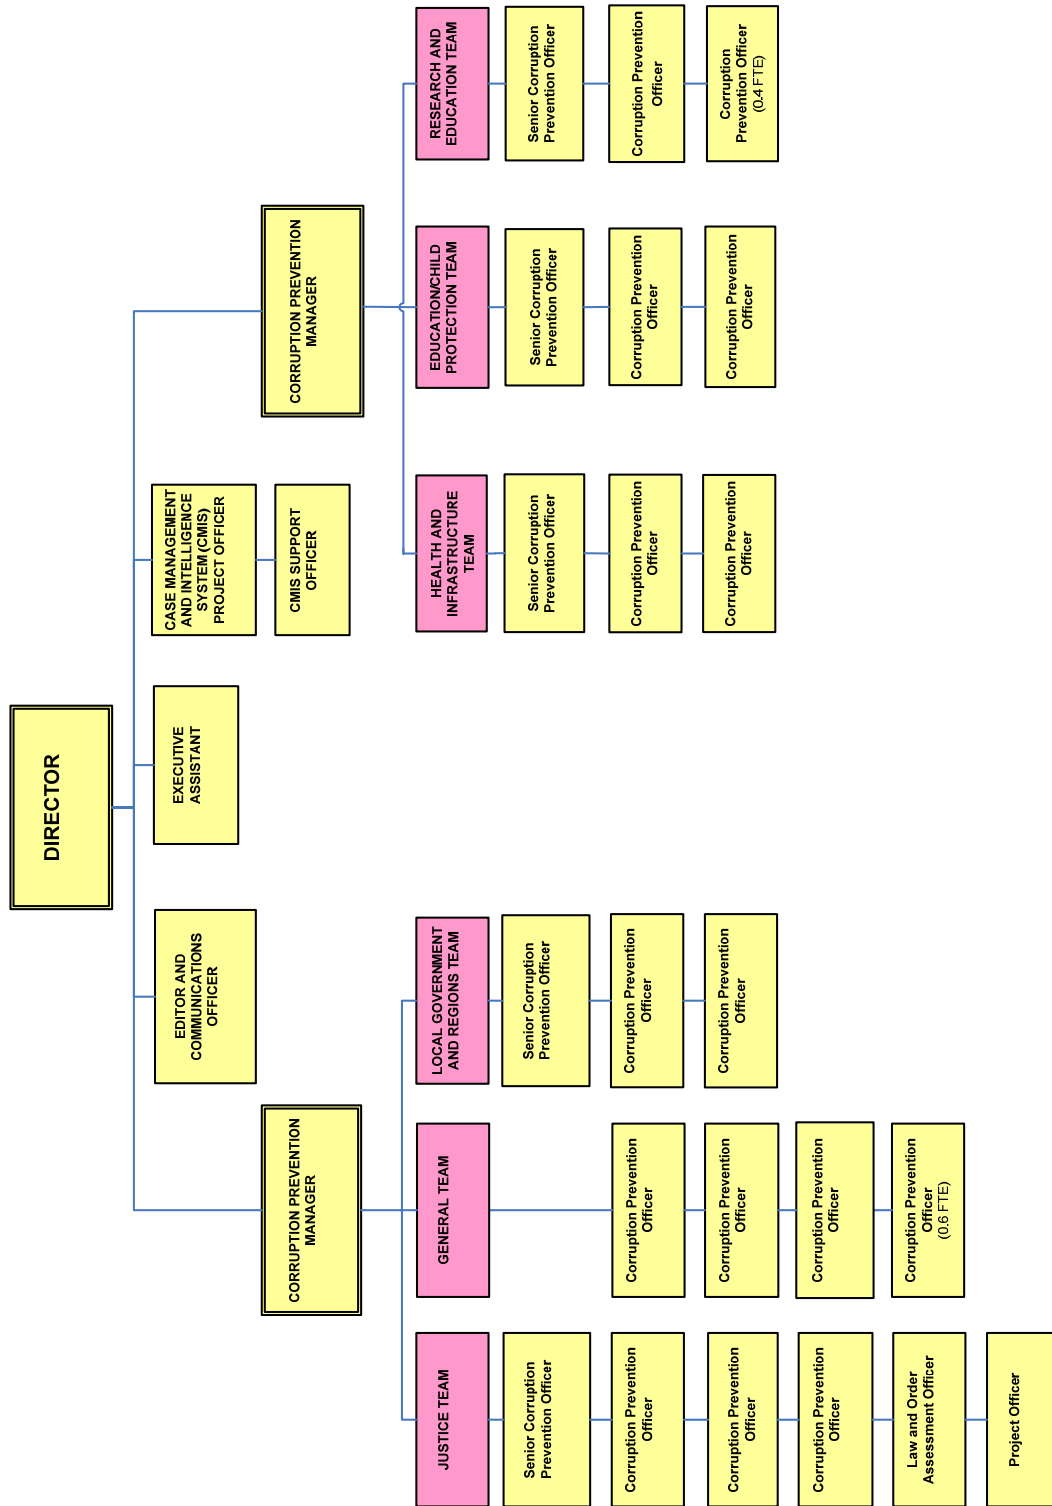 DIRECTOR
EDITOR AND
COMMUNICATIONS
OFFICER
EXECUTIVE
ASSISTANT
CASE MANAGEMENT
AND INTELLIGENCE
SYSTEM (CMIS)
PROJECT OFFICER
CMIS SUPPORT
OFFICER
CORRUPTION PREVENTION
MANAGER
JUSTICE TEAM
Senior Corruption
Prevention Officer
Corruption Prevention
Officer
Corruption Prevention
Officer
Corruption Prevention
Officer
Law and Order
Assessment Officer
Project Officer
GENERAL TEAM
Corruption Prevention
Officer
Corruption Prevention
Officer
Corruption Prevention
Officer
Corruption Prevention
Officer
(0.6 FTE)
LOCAL GOVERNMENT
AND REGIONS TEAM
Senior Corruption
Prevention Officer
Corruption Prevention
Officer
Corruption Prevention
Officer
CORRUPTION PREVENTION
MANAGER
HEALTH AND
INFRASTRUCTURE
TEAM
Senior Corruption
Prevention Officer
Corruption Prevention
Officer
Corruption Prevention
Officer
EDUCATION/CHILD
PROTECTION TEAM
Senior Corruption
Prevention Officer
Corruption Prevention
Officer
Corruption Prevention
Officer
RESEARCH AND
EDUCATION TEAM
Senior Corruption
Prevention Officer
Corruption Prevention
Officer
Corruption
Prevention Officer
(0.4 FTE)